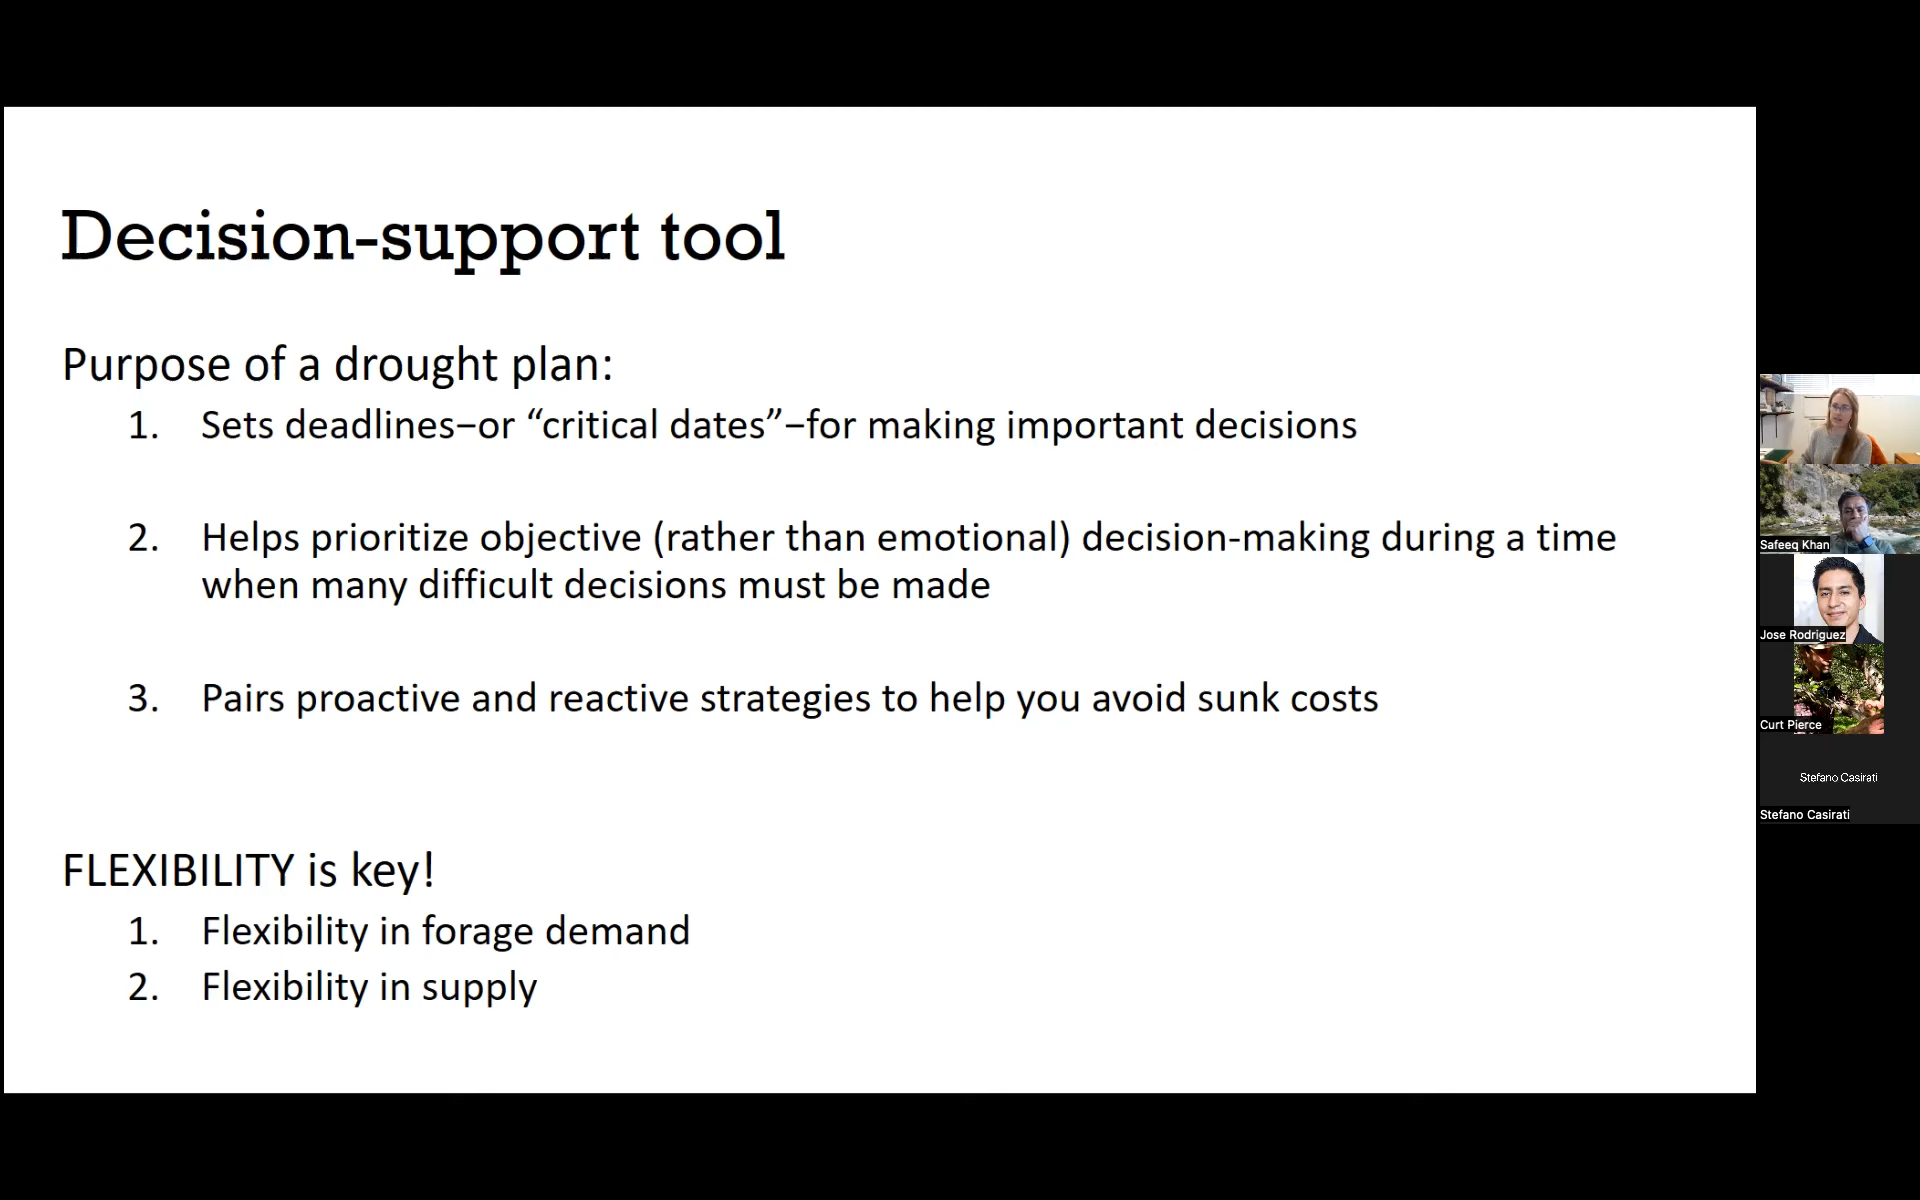 Decision-support tool
Purpose of a drought plan:
1. Sets deadlines–or “critical dates”–for making important decisions
2. Helps prioritize objective (rather than emotional) decision-making during a time
when many difficult decisions must be made
3. Pairs proactive and reactive strategies to help you avoid sunk costs
FLEXIBILITY is key!
1. Flexibility in forage demand
2. Flexibility in supply
Safeeq Khan
Jose Rodriguez
Curt Pierce
Stefano Casirati
Stefano Casirati